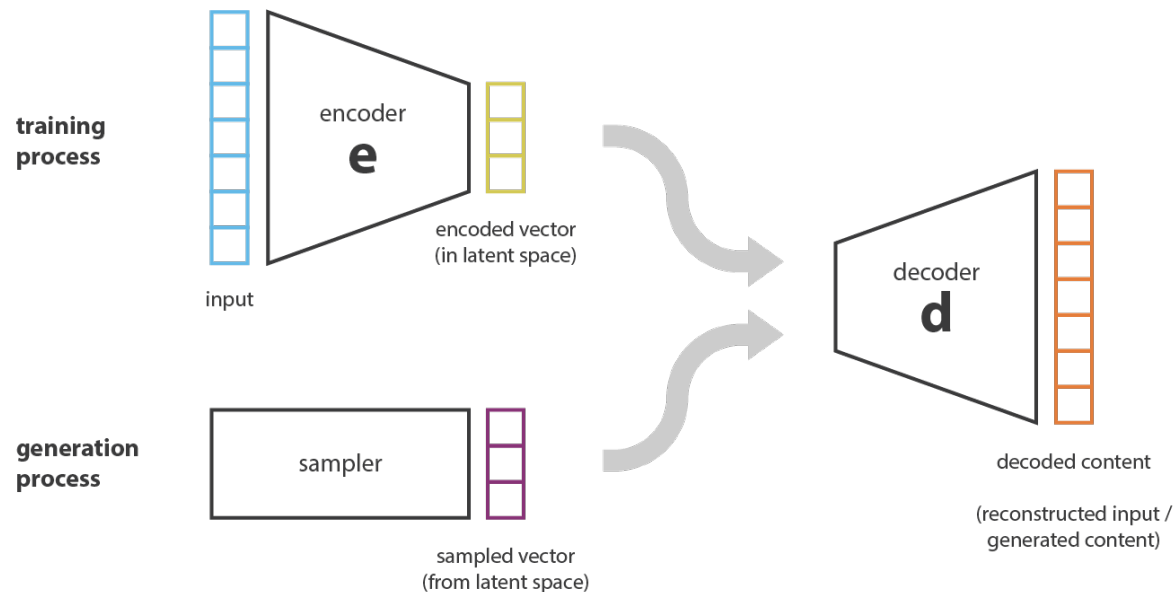 training
process
encoder
e
encoded vector
(in latent space)
input
decoder
d
decoded content
(reconstructed input /
generated content)
generation
process
sampler
sampled vector
(from latent space)